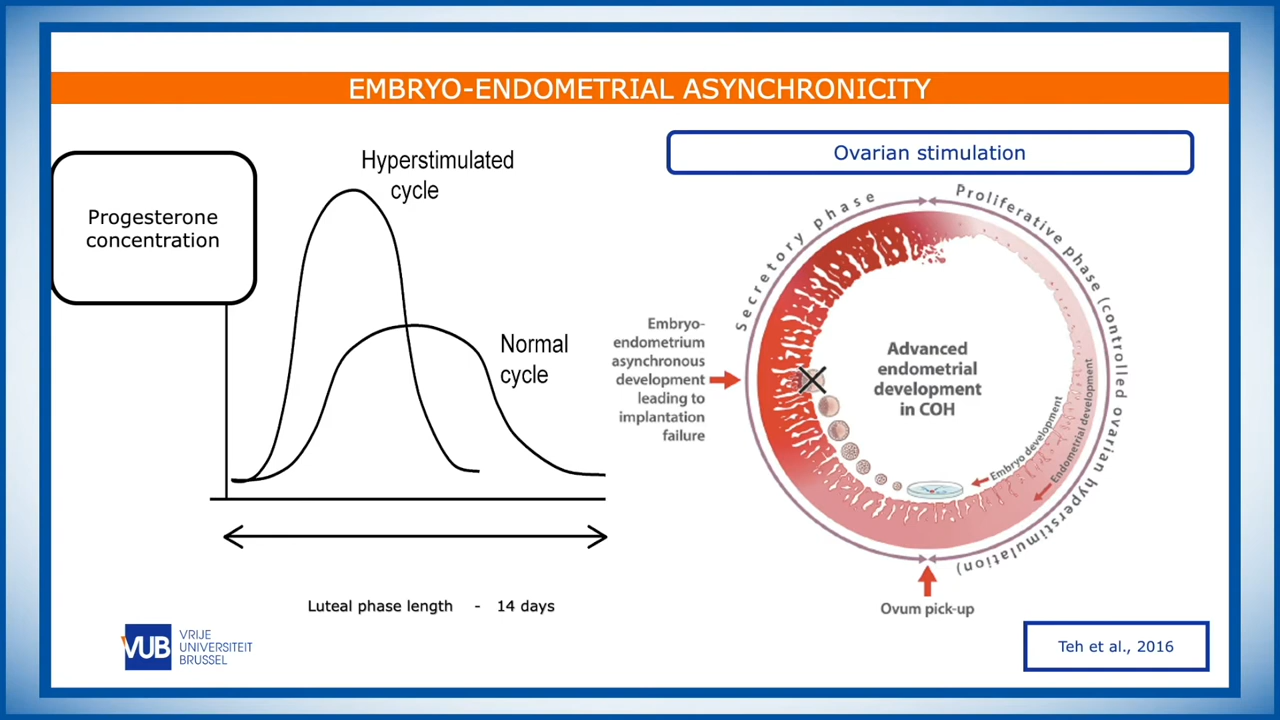 EMBRYO-ENDOMETRIAL ASYNCHRONICITY
Progesterone
concentration
Hyperstimulated
cycle
Normal
cycle
Luteal phase length - 14 days
VUB
VRIJE
UNIVERSITEIT
BRUSSEL
Ovarian stimulation
Secretory phase
Proliferative phase (controlled ovarian hyperstimulation)
Embryo-
endometrium
asynchronous
development
leading to
implantation
failure
Advanced
endometrial
development
in COH
Embryo development
Endometrial development
Ovum pick-up
Teh et al., 2016